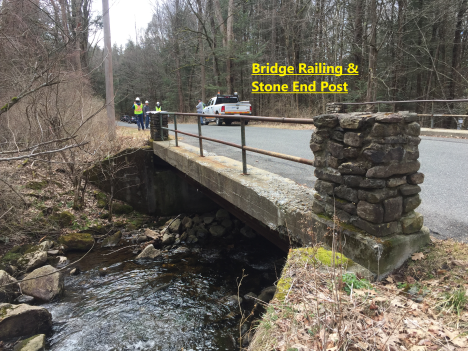 Bridge Railing &
Stone End Post